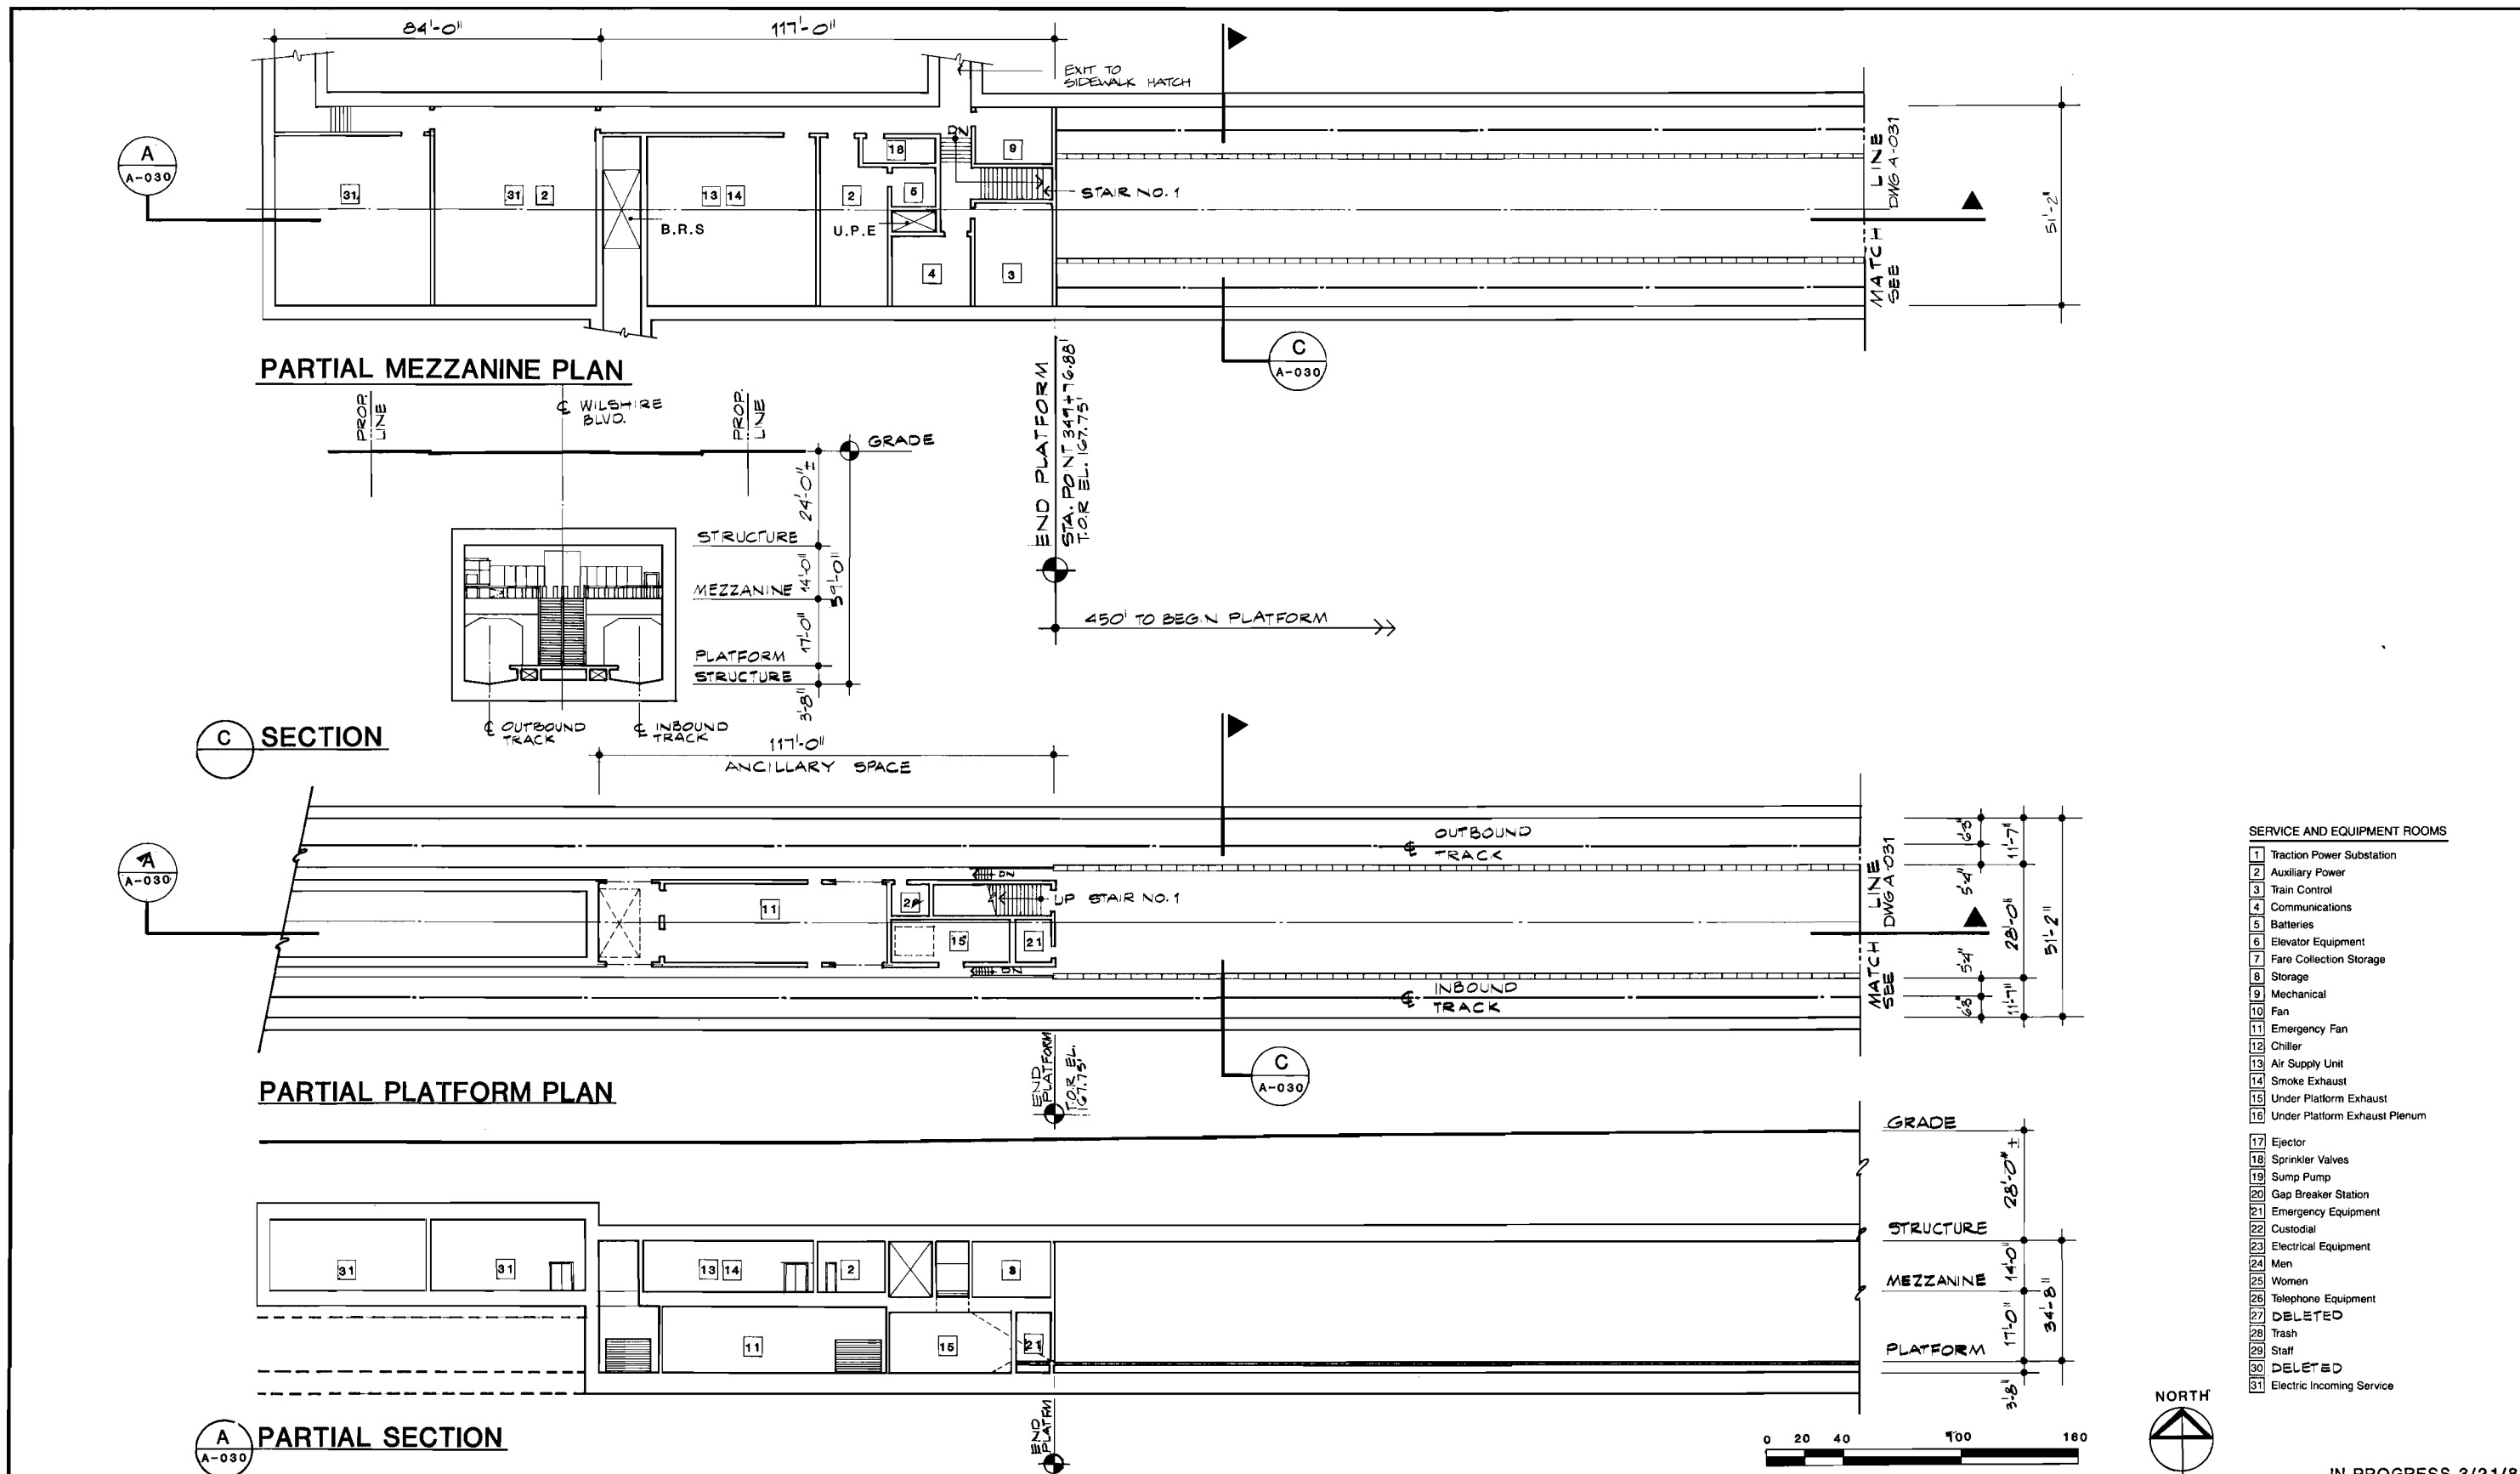 84'-0"
117'-0"
EXIT TO
SIDEWALK HATCH
A
A-030
DN
18
9
31
31 2
13 14
2
5
STAIR NO. 1
B.R.S
U.P.E
4
3
MATCH LINE
SEE DWG A-031
51'-2"
C
A-030
PARTIAL MEZZANINE PLAN
PROP.
LINE
℄ WILSHIRE
BLVD.
PROP.
LINE
GRADE
24'-0"±
STRUCTURE
14'-0"
MEZZANINE
59'-0"
17'-0"
PLATFORM
STRUCTURE
3'-8"
END PLATFORM
STA. POINT 349+76.88'
T.O.R EL. 167.75'
450' TO BEGIN PLATFORM
℄ OUTBOUND
TRACK
℄ INBOUND
TRACK
C SECTION
117'-0"
ANCILLARY SPACE
A
A-030
℄ OUTBOUND
TRACK
DN
UP STAIR NO. 1
11
15
21
DN
℄ INBOUND
TRACK
MATCH LINE
SEE DWG A-031
6'3"
11'-7"
5'4"
28'-0"
51'-2"
5'4"
6'3"
11'-7"
C
A-030
END
PLATFORM
T.O.R EL.
167.75'
PARTIAL PLATFORM PLAN
GRADE
28'-0"±
STRUCTURE
14'-0"
MEZZANINE
34'-8"
17'-0"
PLATFORM
3'-8"
31
31
13 14
2
11
15
21
A
A-030
PARTIAL SECTION
END
PLATFM
SERVICE AND EQUIPMENT ROOMS
1 Traction Power Substation
2 Auxiliary Power
3 Train Control
4 Communications
5 Batteries
6 Elevator Equipment
7 Fare Collection Storage
8 Storage
9 Mechanical
10 Fan
11 Emergency Fan
12 Chiller
13 Air Supply Unit
14 Smoke Exhaust
15 Under Platform Exhaust
16 Under Platform Exhaust Plenum
17 Ejector
18 Sprinkler Valves
19 Sump Pump
20 Gap Breaker Station
21 Emergency Equipment
22 Custodial
23 Electrical Equipment
24 Men
25 Women
26 Telephone Equipment
27 DELETED
28 Trash
29 Staff
30 DELETED
31 Electric Incoming Service
NORTH
0 20 40 100 160
IN PROGRESS